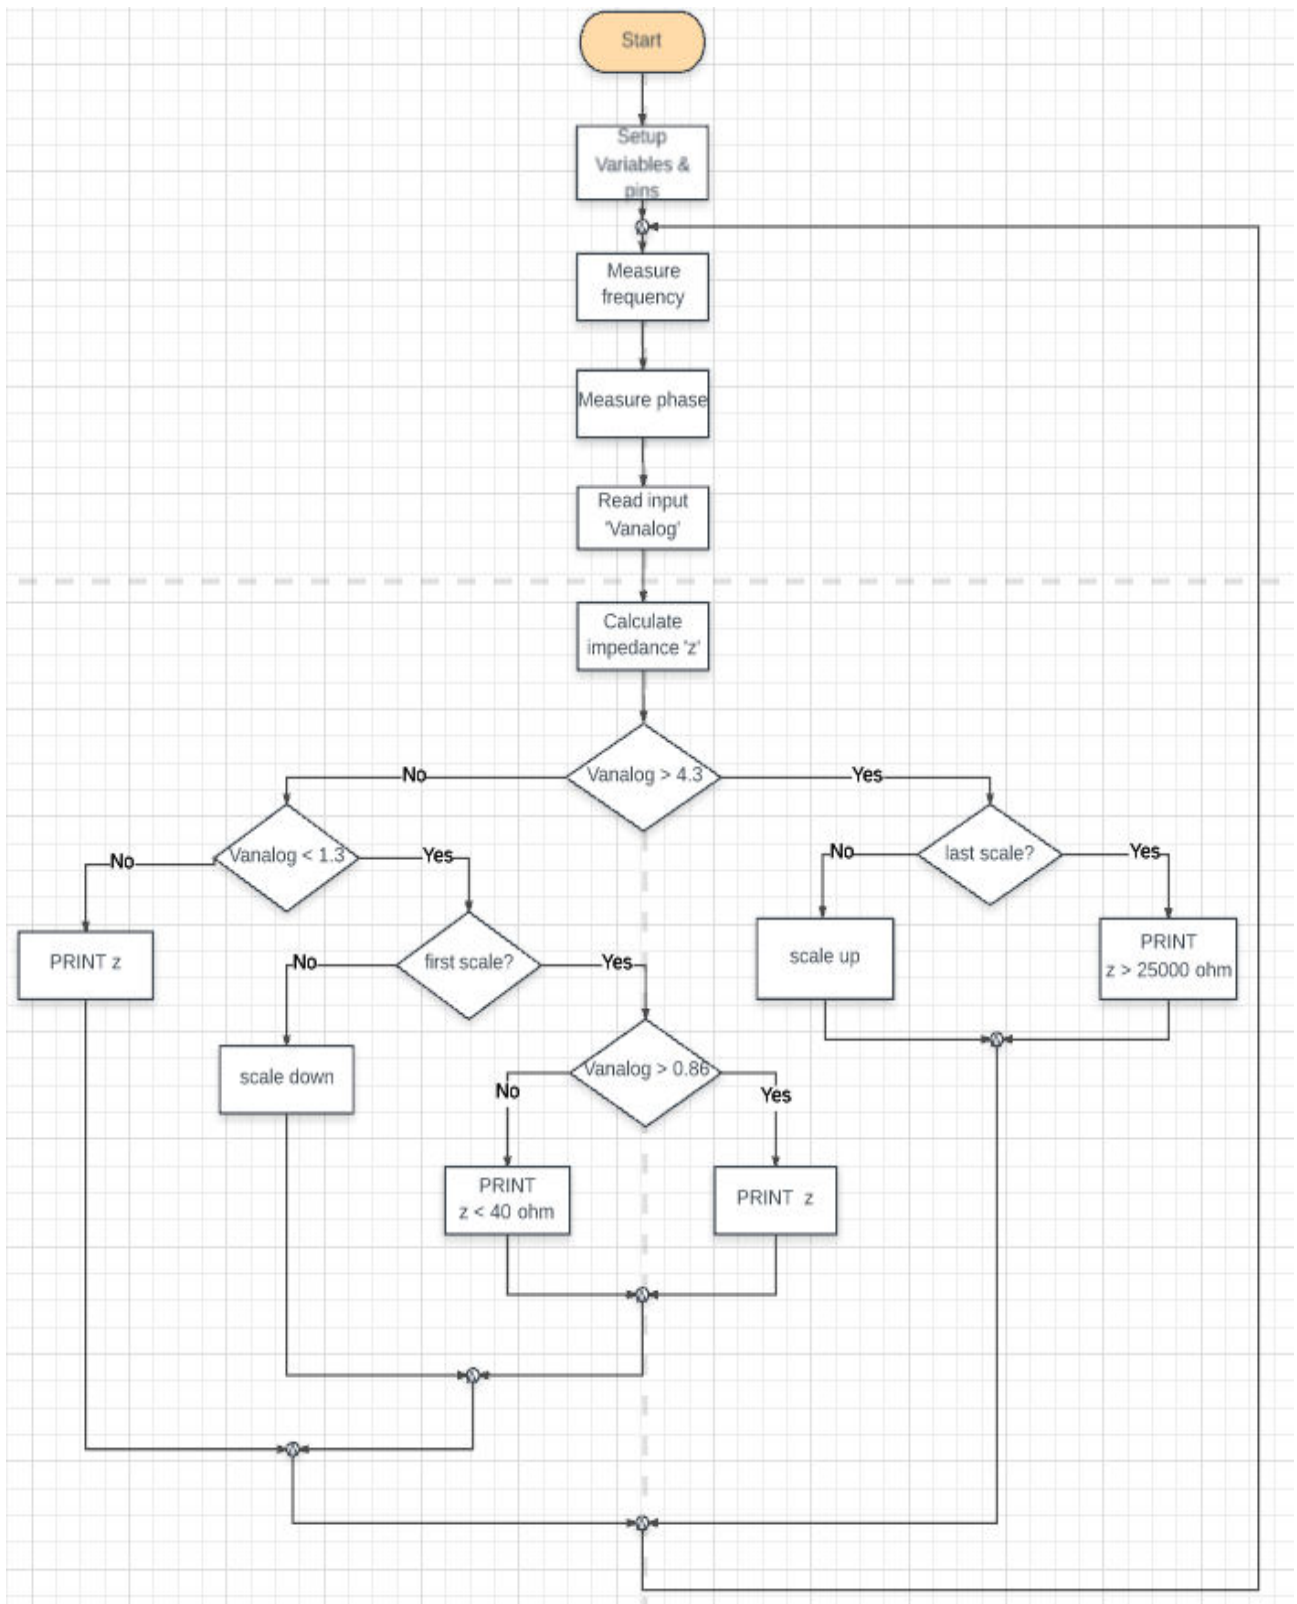 Start
Setup
Variables &
pins
Measure
frequency
Measure phase
Read input
'Vanalog'
Calculate
impedance 'z'
Vanalog > 4.3
No
Yes
Vanalog < 1.3
last scale?
No
Yes
No
Yes
PRINT z
first scale?
scale up
PRINT
z > 25000 ohm
No
Yes
scale down
Vanalog > 0.86
No
Yes
PRINT
z < 40 ohm
PRINT z